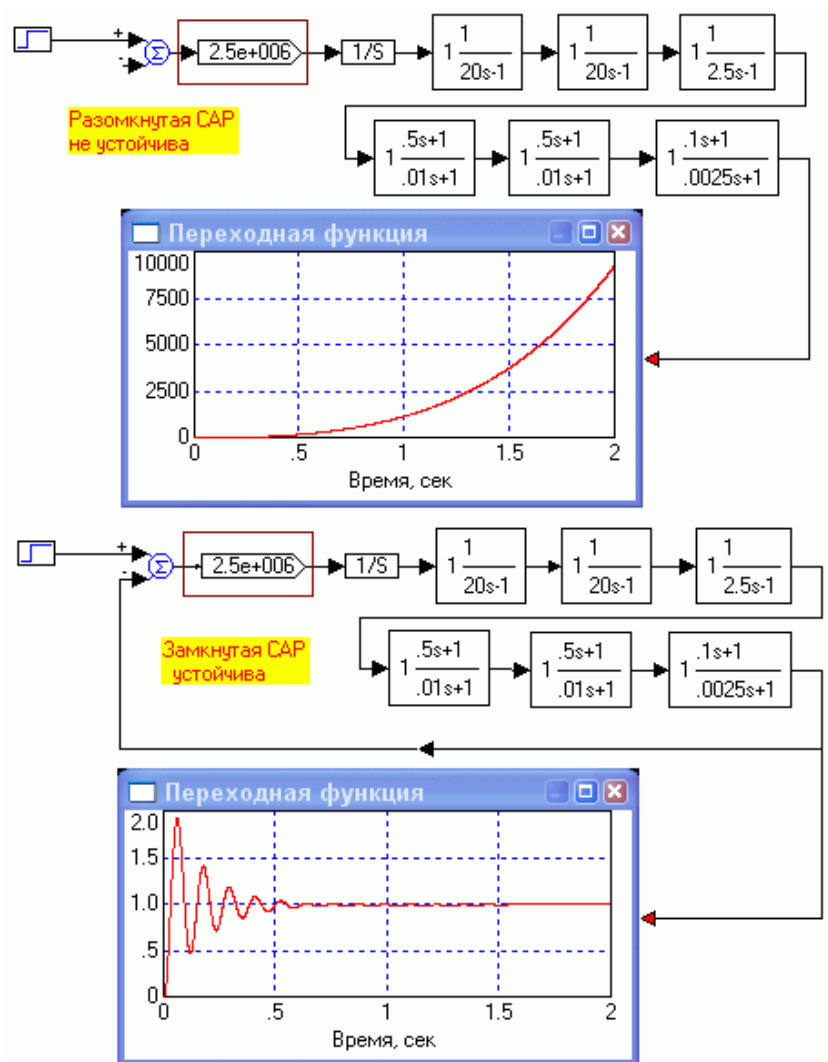 +
-
Σ
2.5e+006
1/S
1 1
20s-1
1 1
20s-1
1 1
2.5s-1
Разомкнутая САР
не устойчива
1 .5s+1
.01s+1
1 .5s+1
.01s+1
1 .1s+1
.0025s+1
Переходная функция
10000
7500
5000
2500
0
0 .5 1 1.5 2
Время, сек
+
-
Σ
2.5e+006
1/S
1 1
20s-1
1 1
20s-1
1 1
2.5s-1
Замкнутая САР
устойчива
1 .5s+1
.01s+1
1 .5s+1
.01s+1
1 .1s+1
.0025s+1
Переходная функция
2.0
1.5
1.0
.5
0
0 .5 1 1.5 2
Время, сек